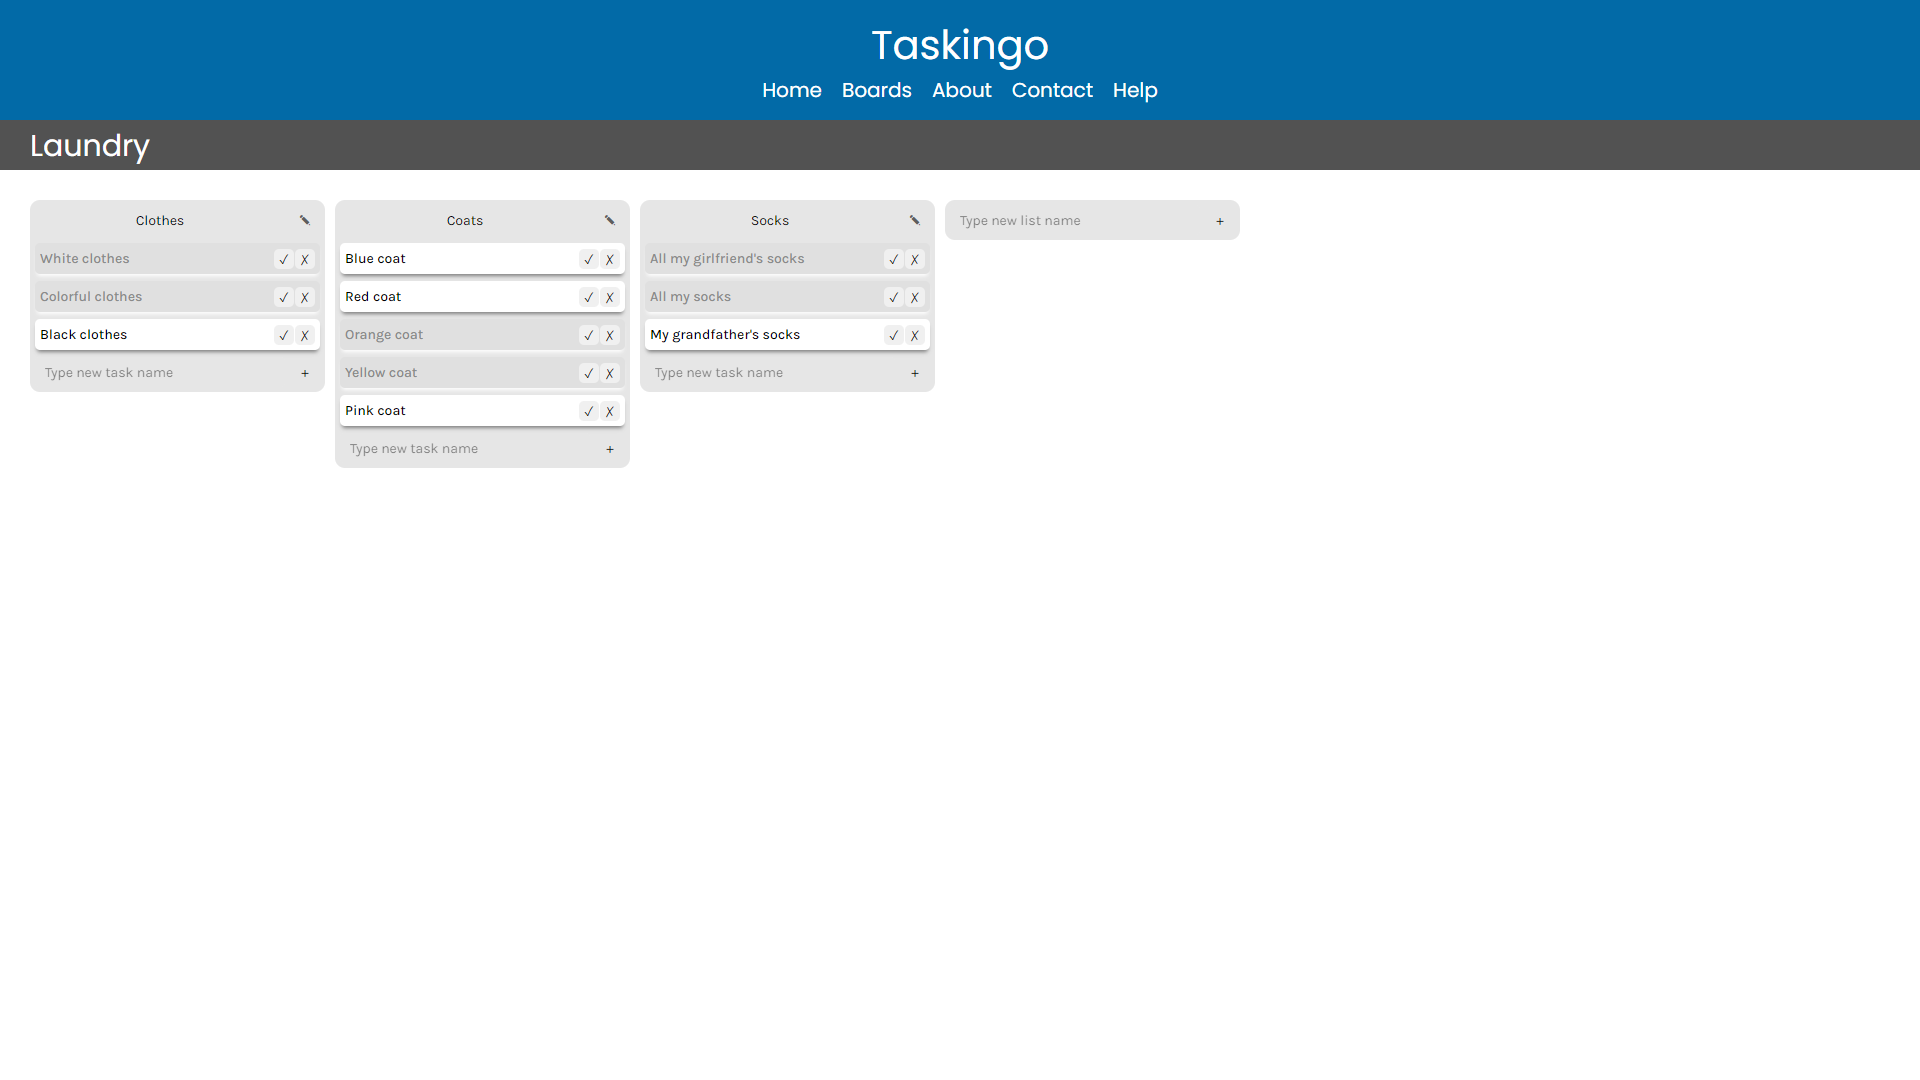 Taskingo
Home Boards About Contact Help
Laundry
Clothes
White clothes ✓ ✗
Colorful clothes ✓ ✗
Black clothes ✓ ✗
Type new task name +
Coats
Blue coat ✓ ✗
Red coat ✓ ✗
Orange coat ✓ ✗
Yellow coat ✓ ✗
Pink coat ✓ ✗
Type new task name +
Socks
All my girlfriend's socks ✓ ✗
All my socks ✓ ✗
My grandfather's socks ✓ ✗
Type new task name +
Type new list name +